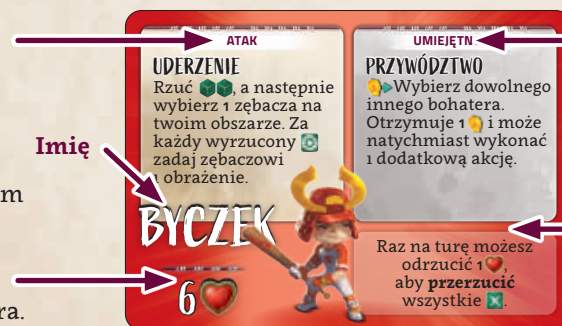 ATAK
UDERZENIE
Rzuć , a następnie
wybierz 1 zębacza na
twoim obszarze. Za
każdy wyrzucony
zadaj zębaczowi
1 obrażenie.
UMIEJĘTN
PRZYWÓDZTWO
Wybierz dowolnego
innego bohatera.
Otrzymuje 1 i może
natychmiast wykonać
1 dodatkową akcję.
Imię
m
BYCZEK
6
Raz na turę możesz
odrzucić 1 ,
aby przerzucić
wszystkie .
ra.